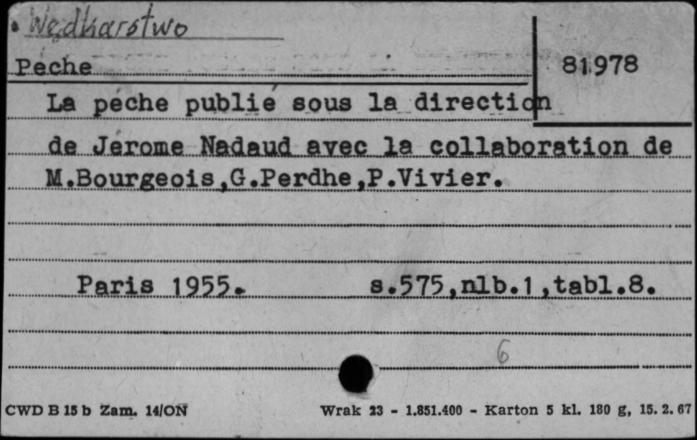 Wędkarstwo
Peche
81978
La peche publié sous la direction
de Jérome Nadaud avec la collaboration de
M.Bourgeois,G.Perdhe,P.Vivier.
Paris 1955.
s.575,nlb.1,tabl.8.
6
CWD B 15 b Zam. 14/ON
Wrak 23 - 1.851.400 - Karton 5 kl. 180 g, 15. 2. 67